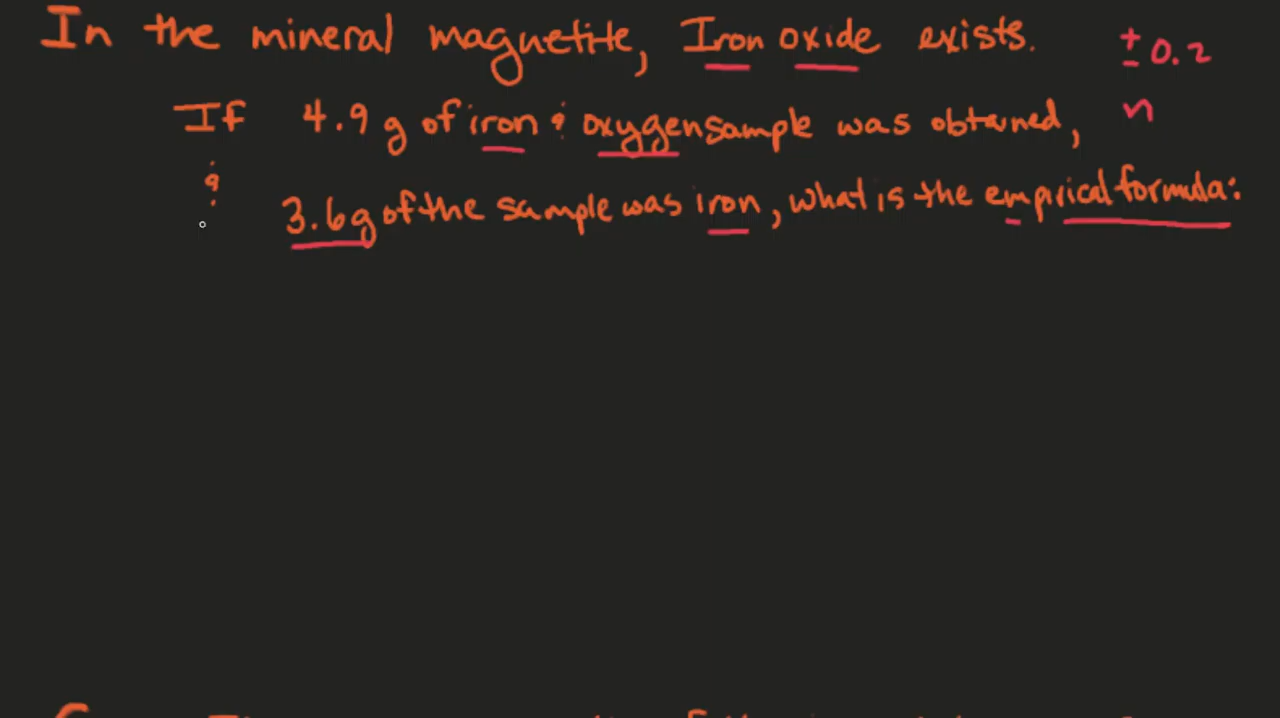 In the mineral magnetite, Iron oxide exists.
± 0.2
If 4.9 g of iron & oxygen sample was obtained,
n
& 3.6g of the sample was iron, what is the empirical formula: